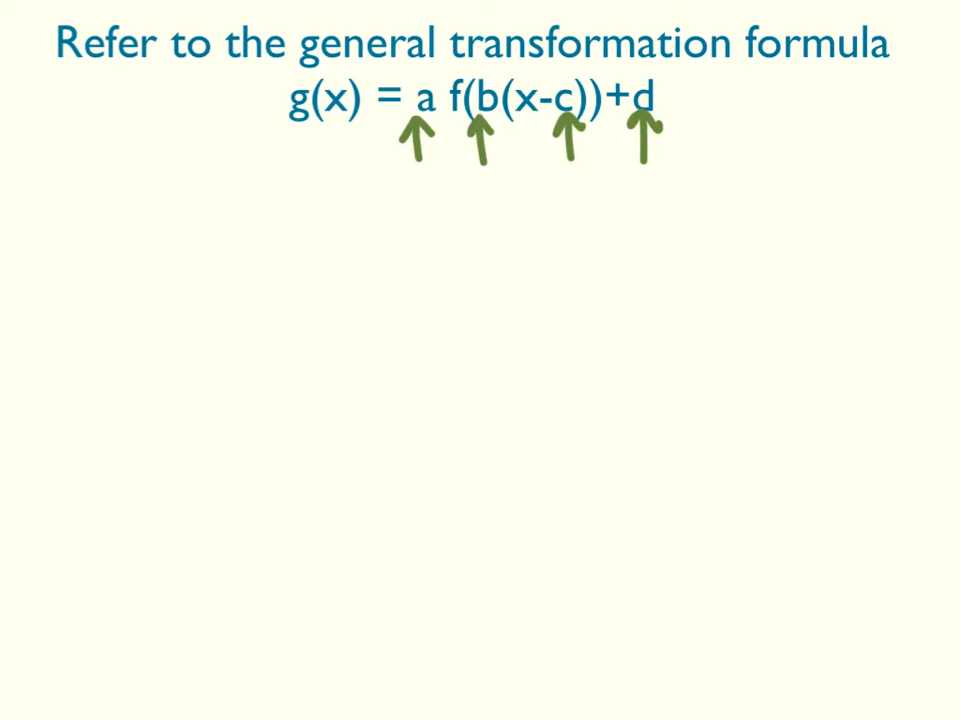 Refer to the general transformation formula
g(x) = a f(b(x-c))+d